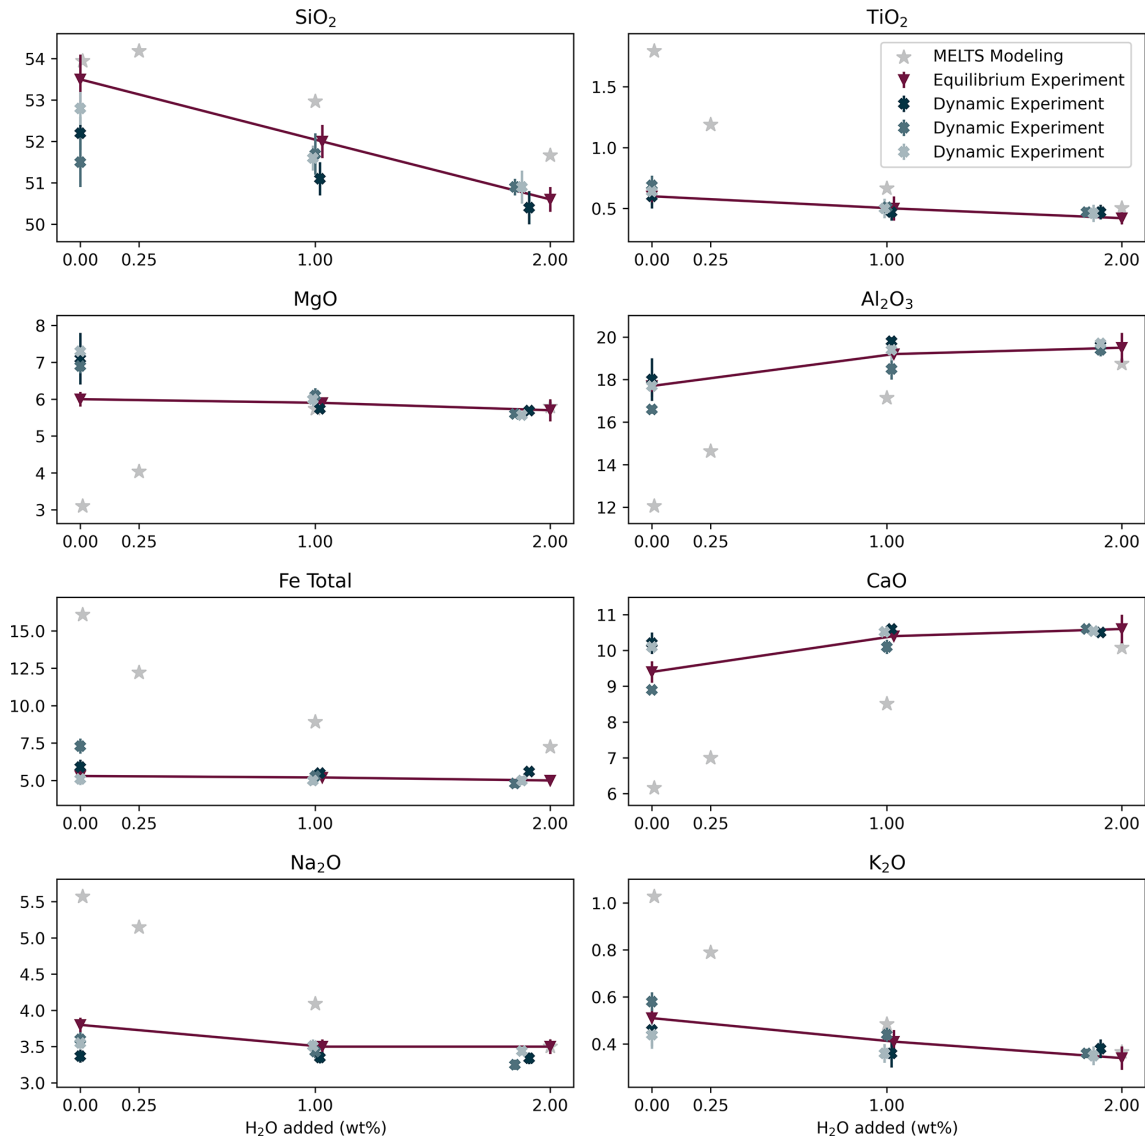 SiO₂
54
53
52
51
50
0.00 0.25 1.00 2.00
TiO₂
1.5
1.0
0.5
0.00 0.25 1.00 2.00
MELTS Modeling
Equilibrium Experiment
Dynamic Experiment
Dynamic Experiment
Dynamic Experiment
MgO
8
7
6
5
4
3
0.00 0.25 1.00 2.00
Al₂O₃
20
18
16
14
12
0.00 0.25 1.00 2.00
Fe Total
15.0
12.5
10.0
7.5
5.0
0.00 0.25 1.00 2.00
CaO
11
10
9
8
7
6
0.00 0.25 1.00 2.00
Na₂O
5.5
5.0
4.5
4.0
3.5
3.0
0.00 0.25 1.00 2.00
H₂O added (wt%)
K₂O
1.0
0.8
0.6
0.4
0.00 0.25 1.00 2.00
H₂O added (wt%)